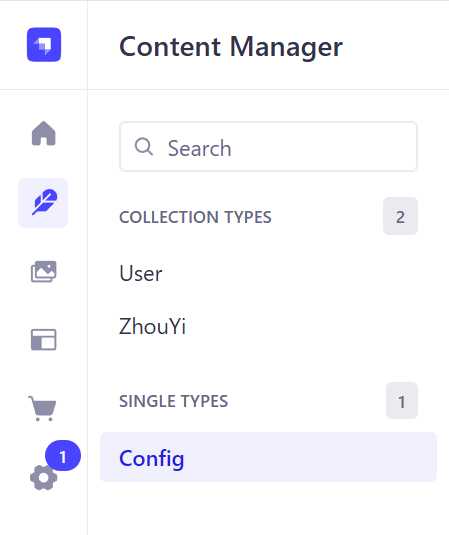 Content Manager
Search
COLLECTION TYPES 2
User
ZhouYi
SINGLE TYPES 1
Config
1